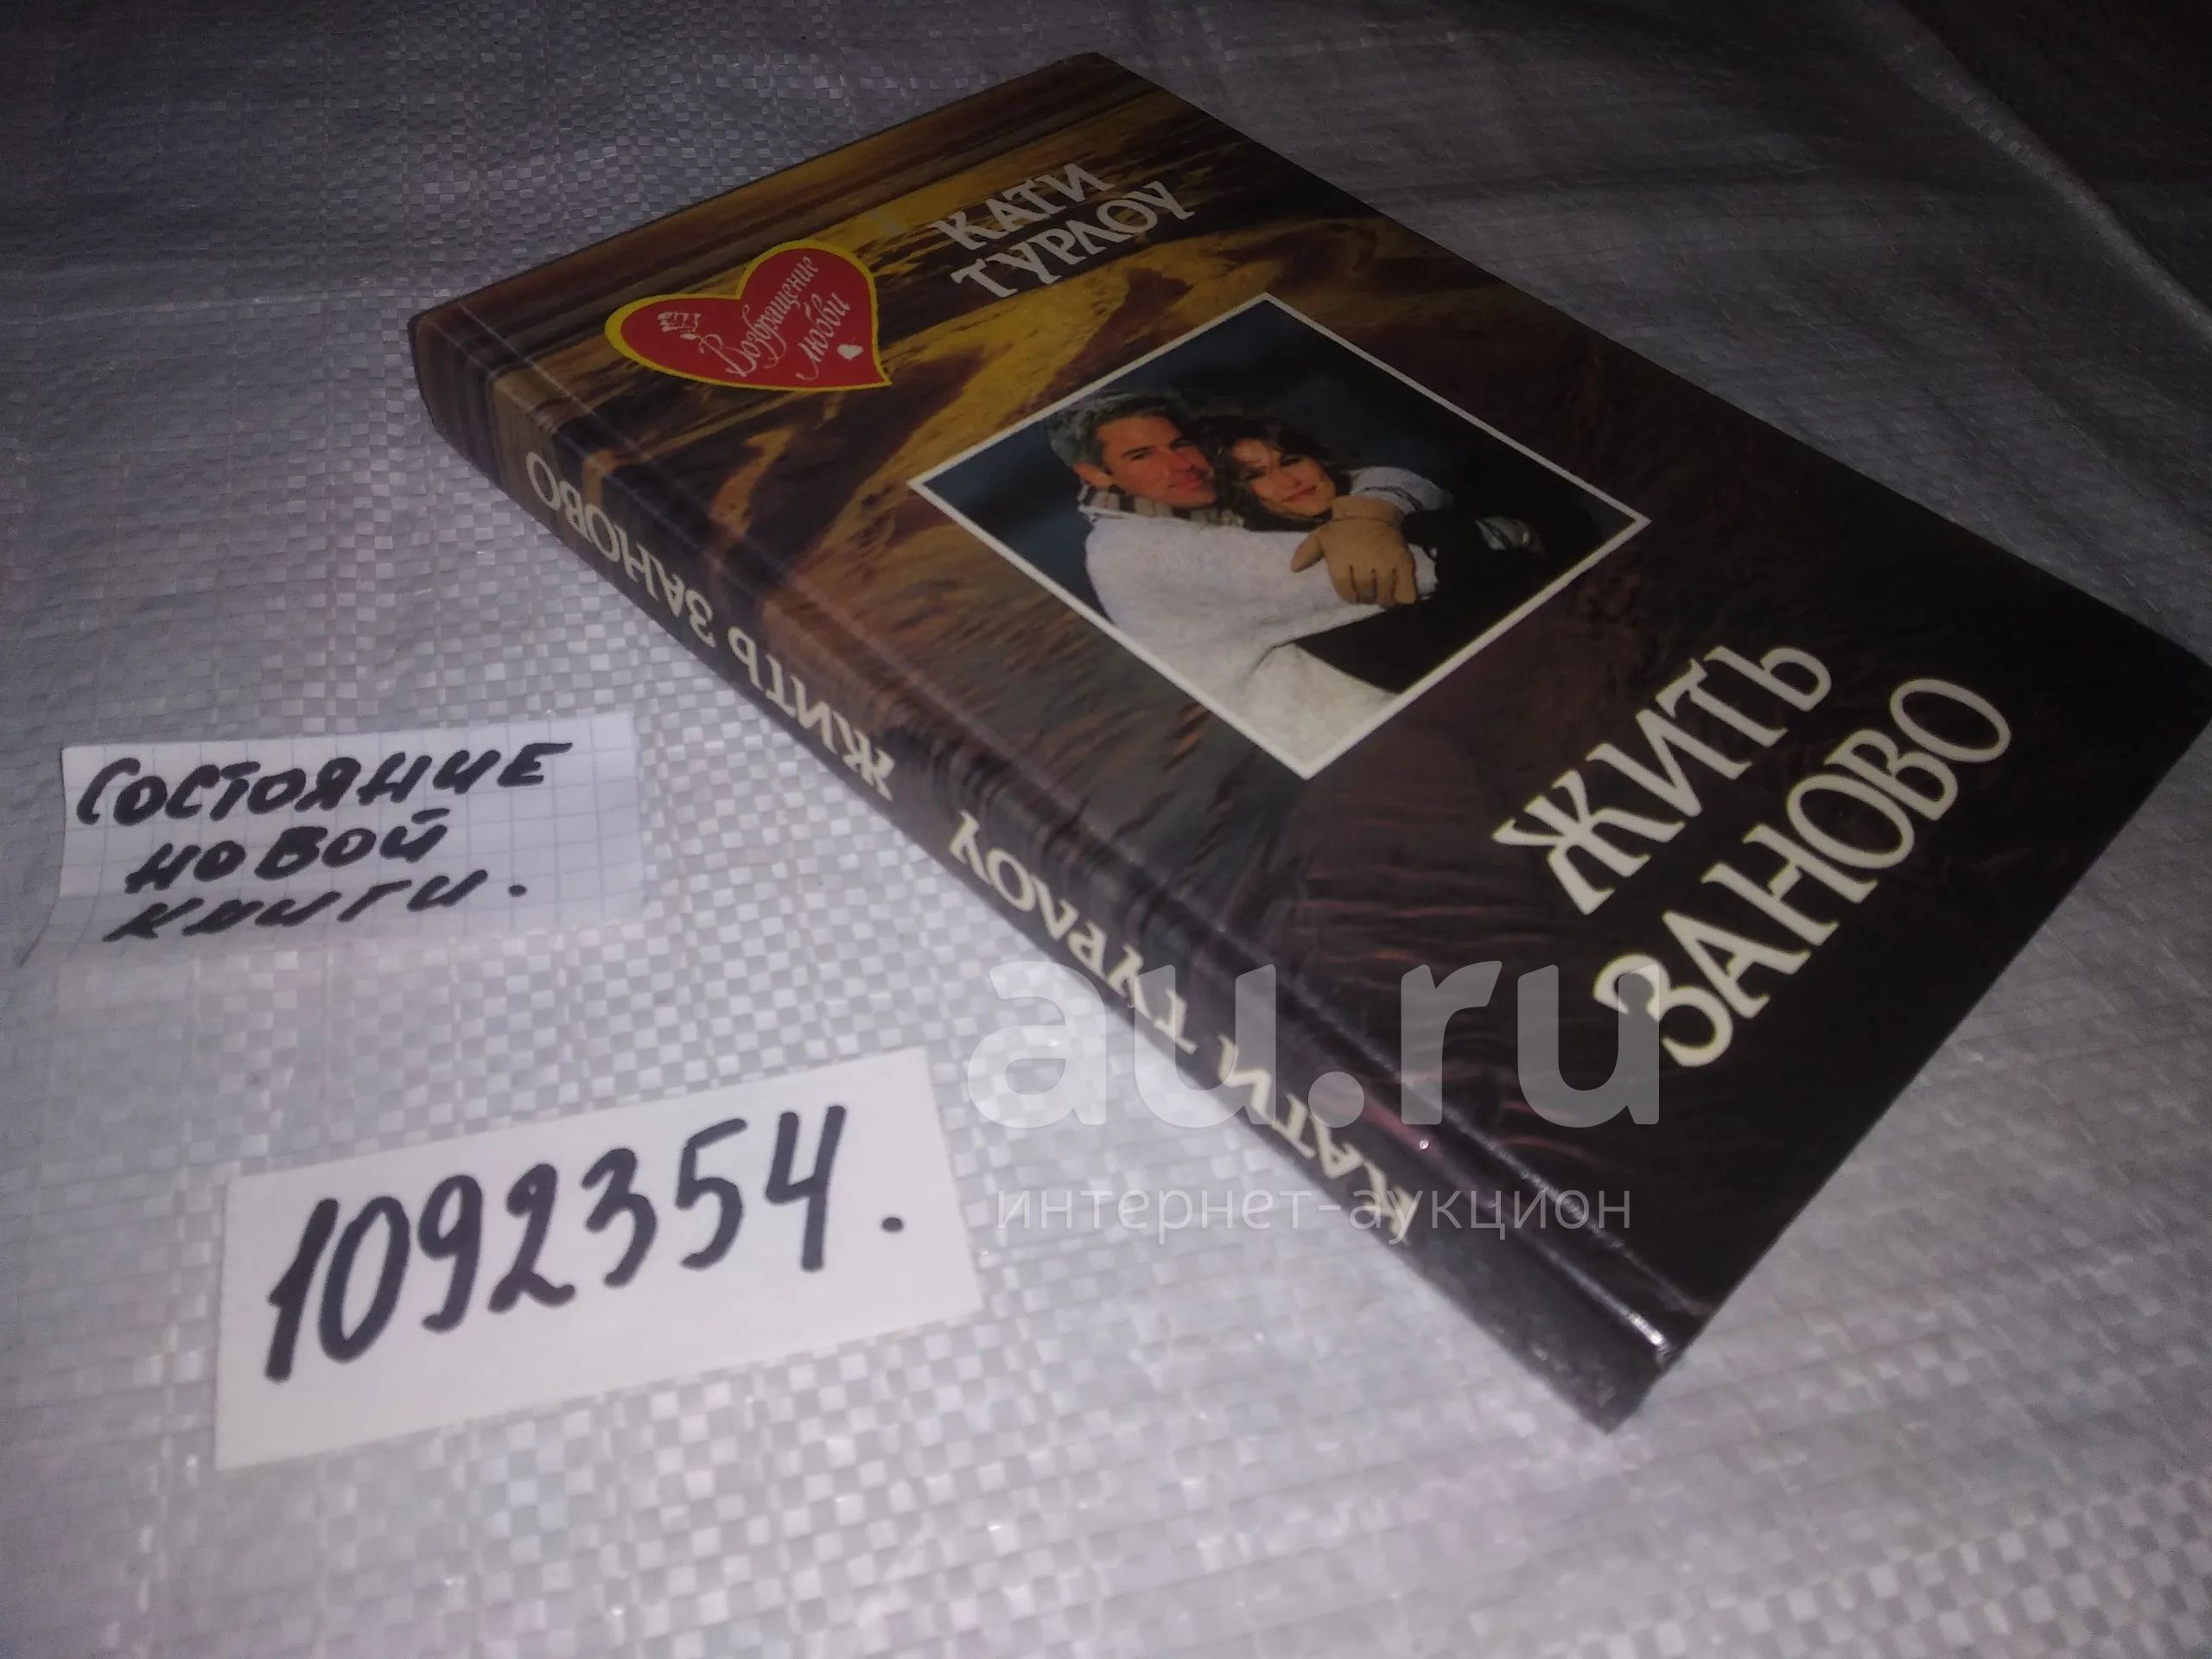 КАТИ
ТУРЛОУ
Возвращение
любви
ЖИТЬ
ЗАНОВО
КАТИ ТУРЛОУ ЖИТЬ ЗАНОВО
СОСТОЯНИЕ
НОВОЙ
КНИГИ.
1092354.
au.ru
интернет-аукцион